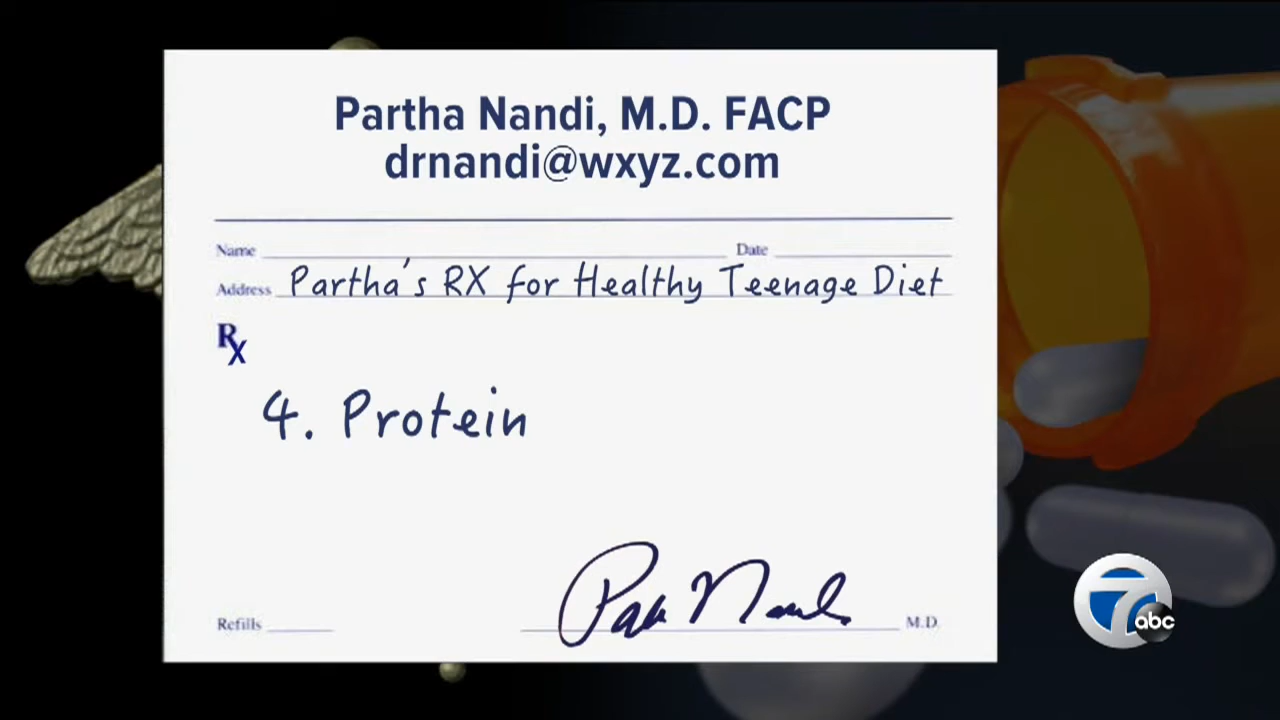 Partha Nandi, M.D. FACP
drnandi@wxyz.com
Name Date
Address Partha's RX for Healthy Teenage Diet
Rx
4. Protein
Refills M.D.
7 abc